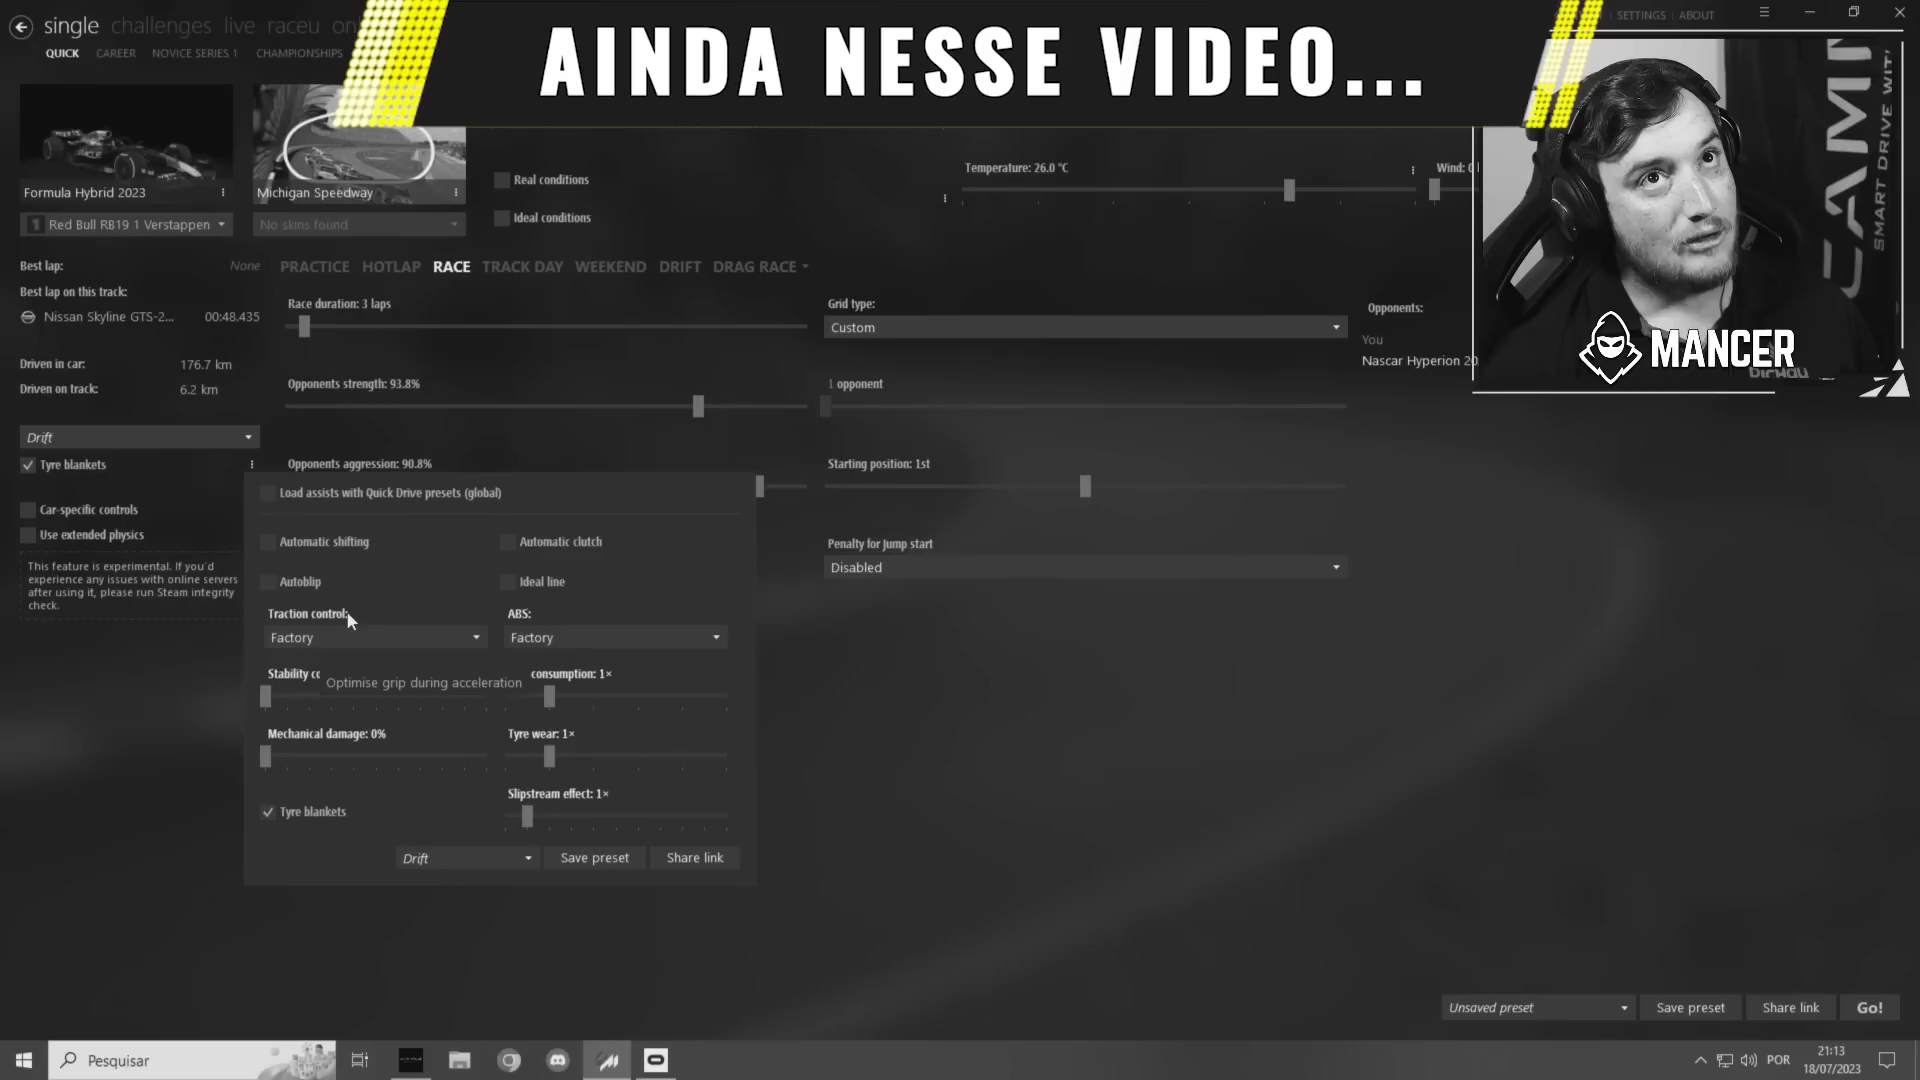 single challenges live raceu
SETTINGS ABOUT
AINDA NESSE VIDEO...
QUICK CAREER NOVICE SERIES 1 CHAMPIONSHIPS
Formula Hybrid 2023
Michigan Speedway
1 Red Bull RB19 1 Verstappen
No skins found
Real conditions
Ideal conditions
Temperature: 26.0 °C
Wind: 0
SMART DRIVE WIT
MANCER
Best lap: None
Best lap on this track:
Nissan Skyline GTS-2... 00:48.435
Driven in car: 176.7 km
Driven on track: 6.2 km
Drift
Tyre blankets
Car-specific controls
Use extended physics
This feature is experimental. If you'd
experience any issues with online servers
after using it, please run Steam integrity
check.
PRACTICE HOTLAP RACE TRACK DAY WEEKEND DRIFT DRAG RACE
Race duration: 3 laps
Grid type:
Custom
Opponents:
You
Nascar Hyperion 20
Opponents strength: 93.8%
1 opponent
Opponents aggression: 90.8%
Starting position: 1st
Penalty for jump start
Disabled
Load assists with Quick Drive presets (global)
Automatic shifting
Automatic clutch
Autoblip
Ideal line
Traction control:
Factory
ABS:
Factory
Stability co
Optimise grip during acceleration
consumption: 1×
Mechanical damage: 0%
Tyre wear: 1×
Slipstream effect: 1×
Tyre blankets
Drift
Save preset
Share link
Unsaved preset
Save preset
Share link
Go!
Pesquisar
POR
21:13
18/07/2023